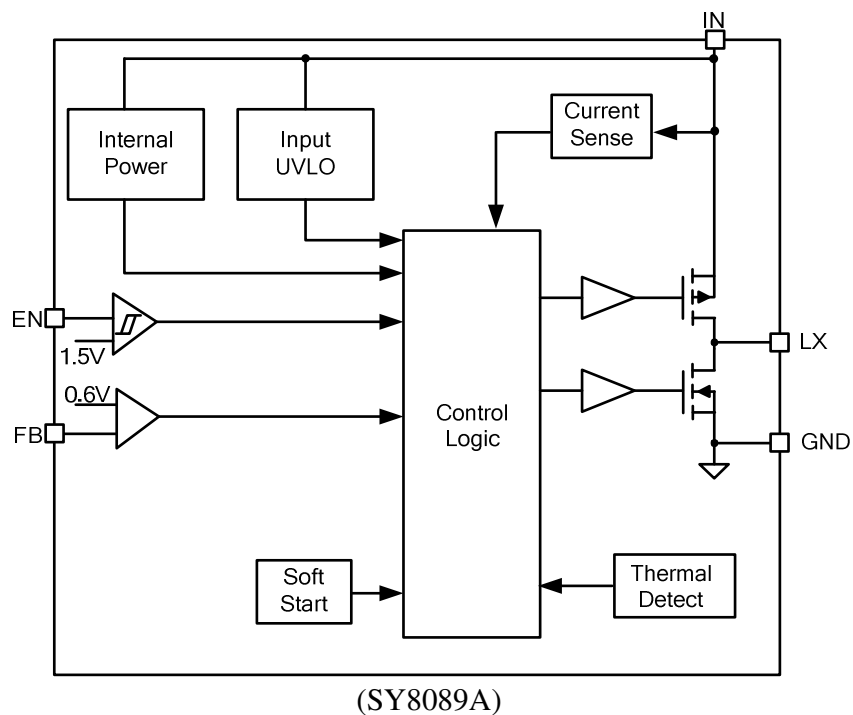 IN
Internal
Power
Input
UVLO
Current
Sense
EN
1.5V
0.6V
FB
Control
Logic
LX
GND
Soft
Start
Thermal
Detect
(SY8089A)